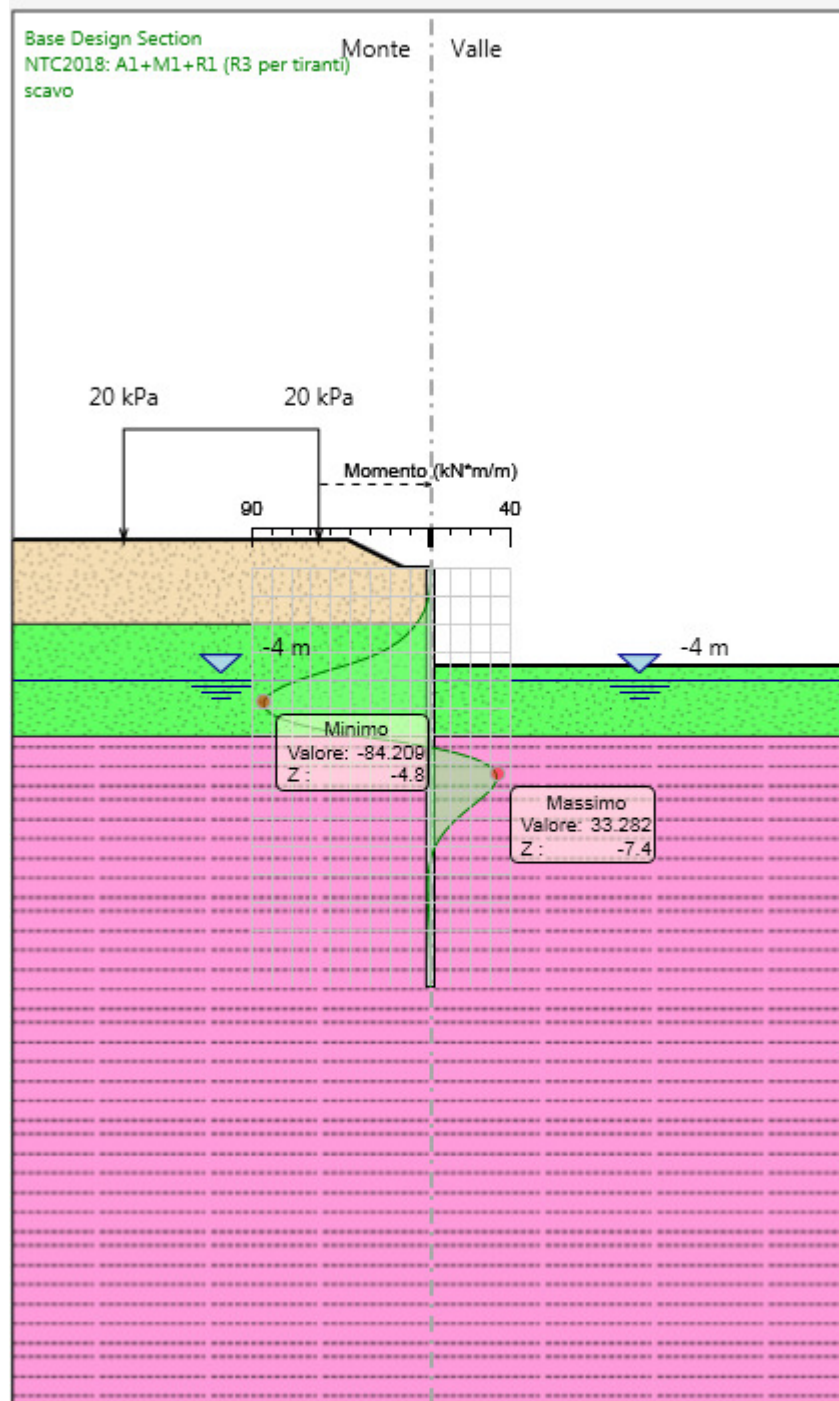 Base Design Section
Monte
Valle
NTC2018: A1+M1+R1 (R3 per tiranti)
scavo
20 kPa
20 kPa
Momento (kN*m/m)
90
40
-4 m
-4 m
Minimo
Valore: -84.209
Z : -4.8
Massimo
Valore: 33.282
Z : -7.4